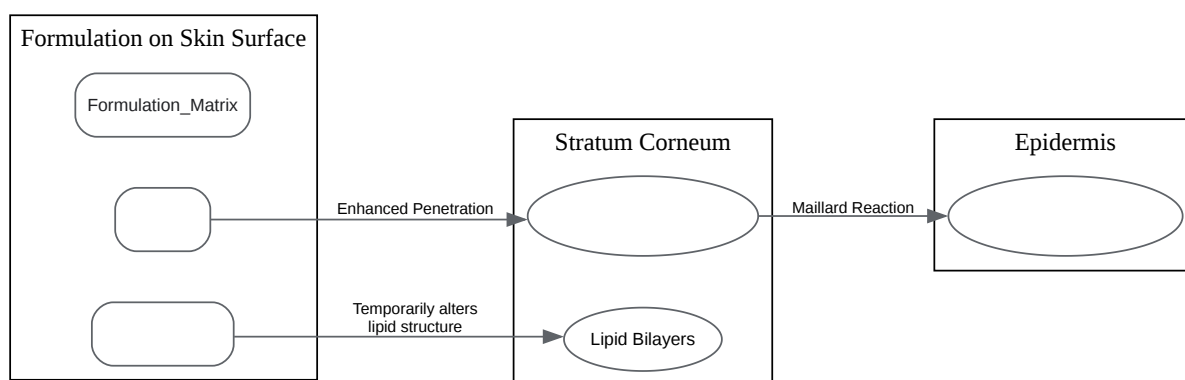 Formulation on Skin Surface
Formulation_Matrix
Enhanced Penetration
Temporarily alters
lipid structure
Stratum Corneum
Lipid Bilayers
Maillard Reaction
Epidermis